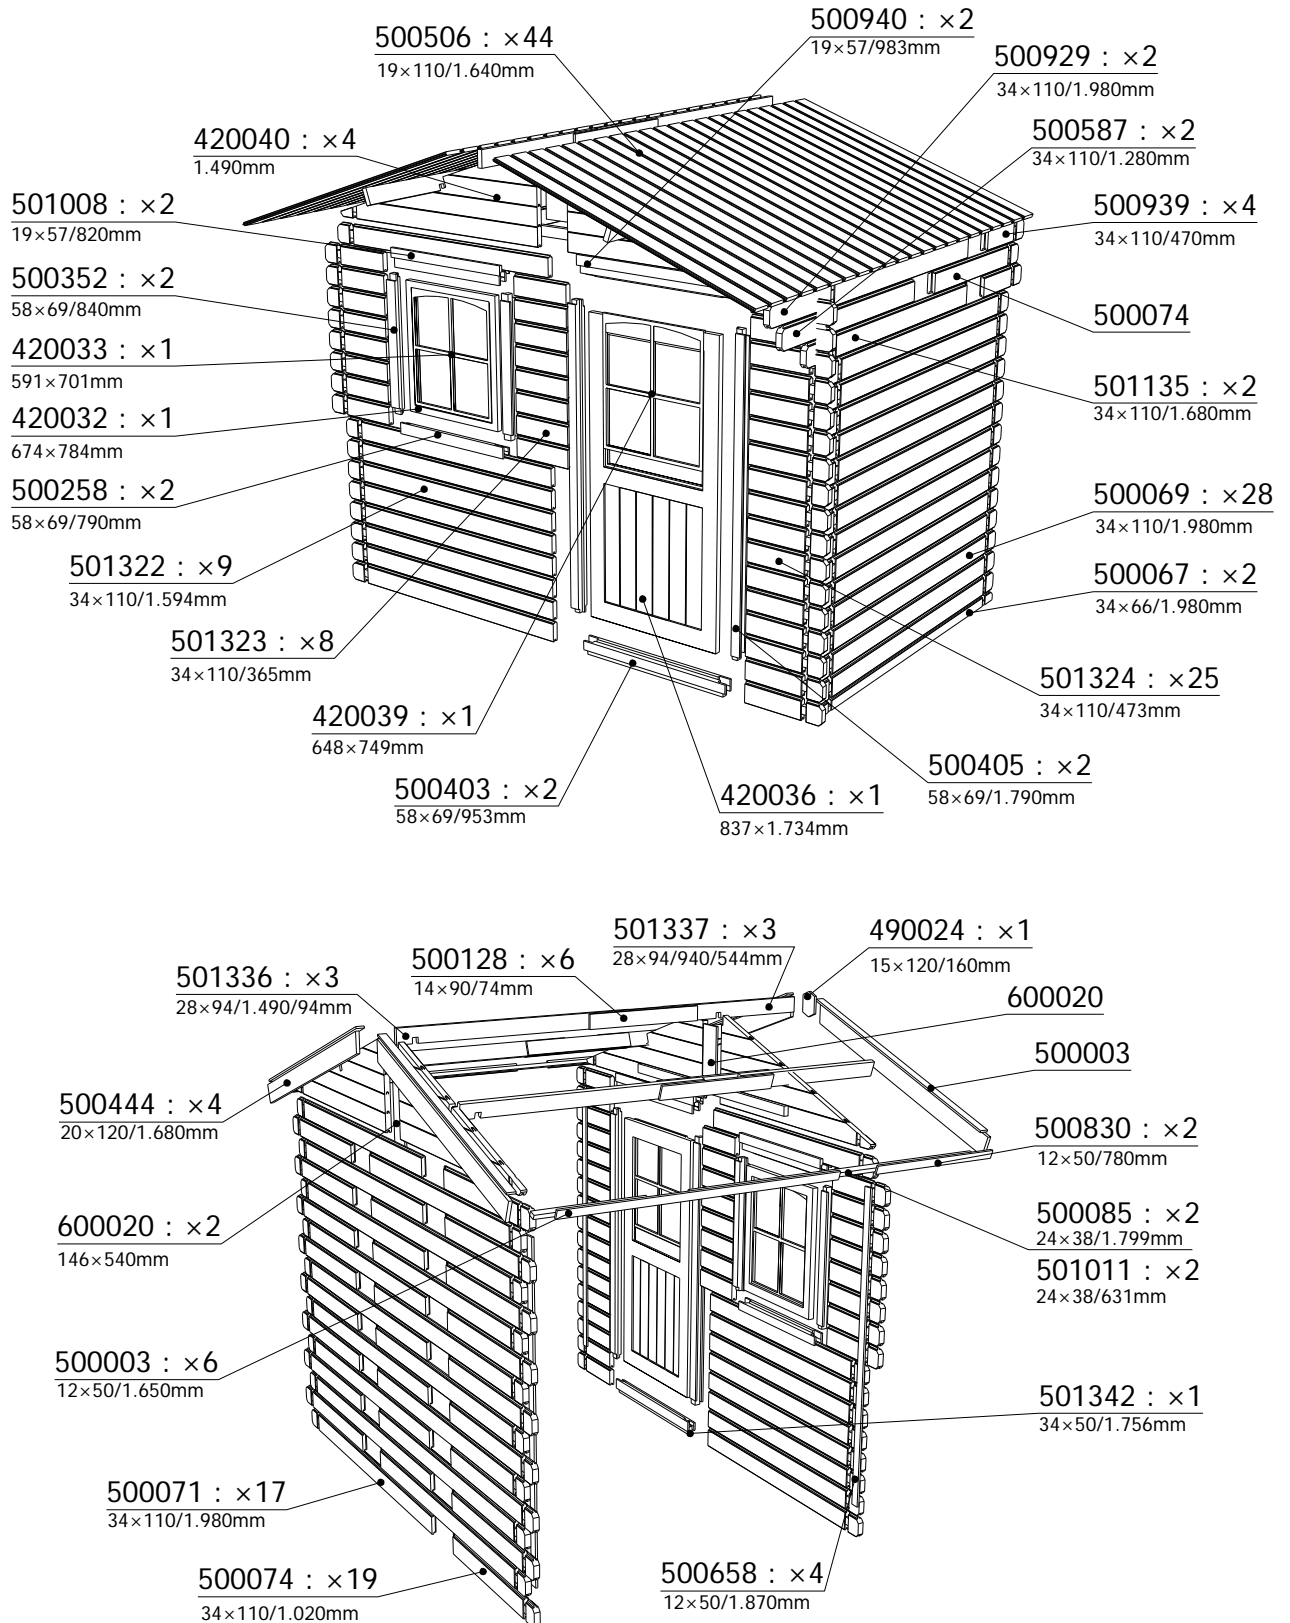 500940 : ×2
19×57/983mm
500506 : ×44
19×110/1.640mm
500929 : ×2
34×110/1.980mm
420040 : ×4
1.490mm
500587 : ×2
34×110/1.280mm
501008 : ×2
19×57/820mm
500939 : ×4
34×110/470mm
500352 : ×2
58×69/840mm
500074
420033 : ×1
591×701mm
501135 : ×2
34×110/1.680mm
420032 : ×1
674×784mm
500258 : ×2
58×69/790mm
500069 : ×28
34×110/1.980mm
501322 : ×9
34×110/1.594mm
500067 : ×2
34×66/1.980mm
501323 : ×8
34×110/365mm
501324 : ×25
34×110/473mm
420039 : ×1
648×749mm
500405 : ×2
58×69/1.790mm
500403 : ×2
58×69/953mm
420036 : ×1
837×1.734mm
501337 : ×3
28×94/940/544mm
490024 : ×1
15×120/160mm
500128 : ×6
14×90/74mm
501336 : ×3
28×94/1.490/94mm
600020
500003
500444 : ×4
20×120/1.680mm
500830 : ×2
12×50/780mm
600020 : ×2
146×540mm
500085 : ×2
24×38/1.799mm
501011 : ×2
24×38/631mm
500003 : ×6
12×50/1.650mm
501342 : ×1
34×50/1.756mm
500071 : ×17
34×110/1.980mm
500074 : ×19
34×110/1.020mm
500658 : ×4
12×50/1.870mm